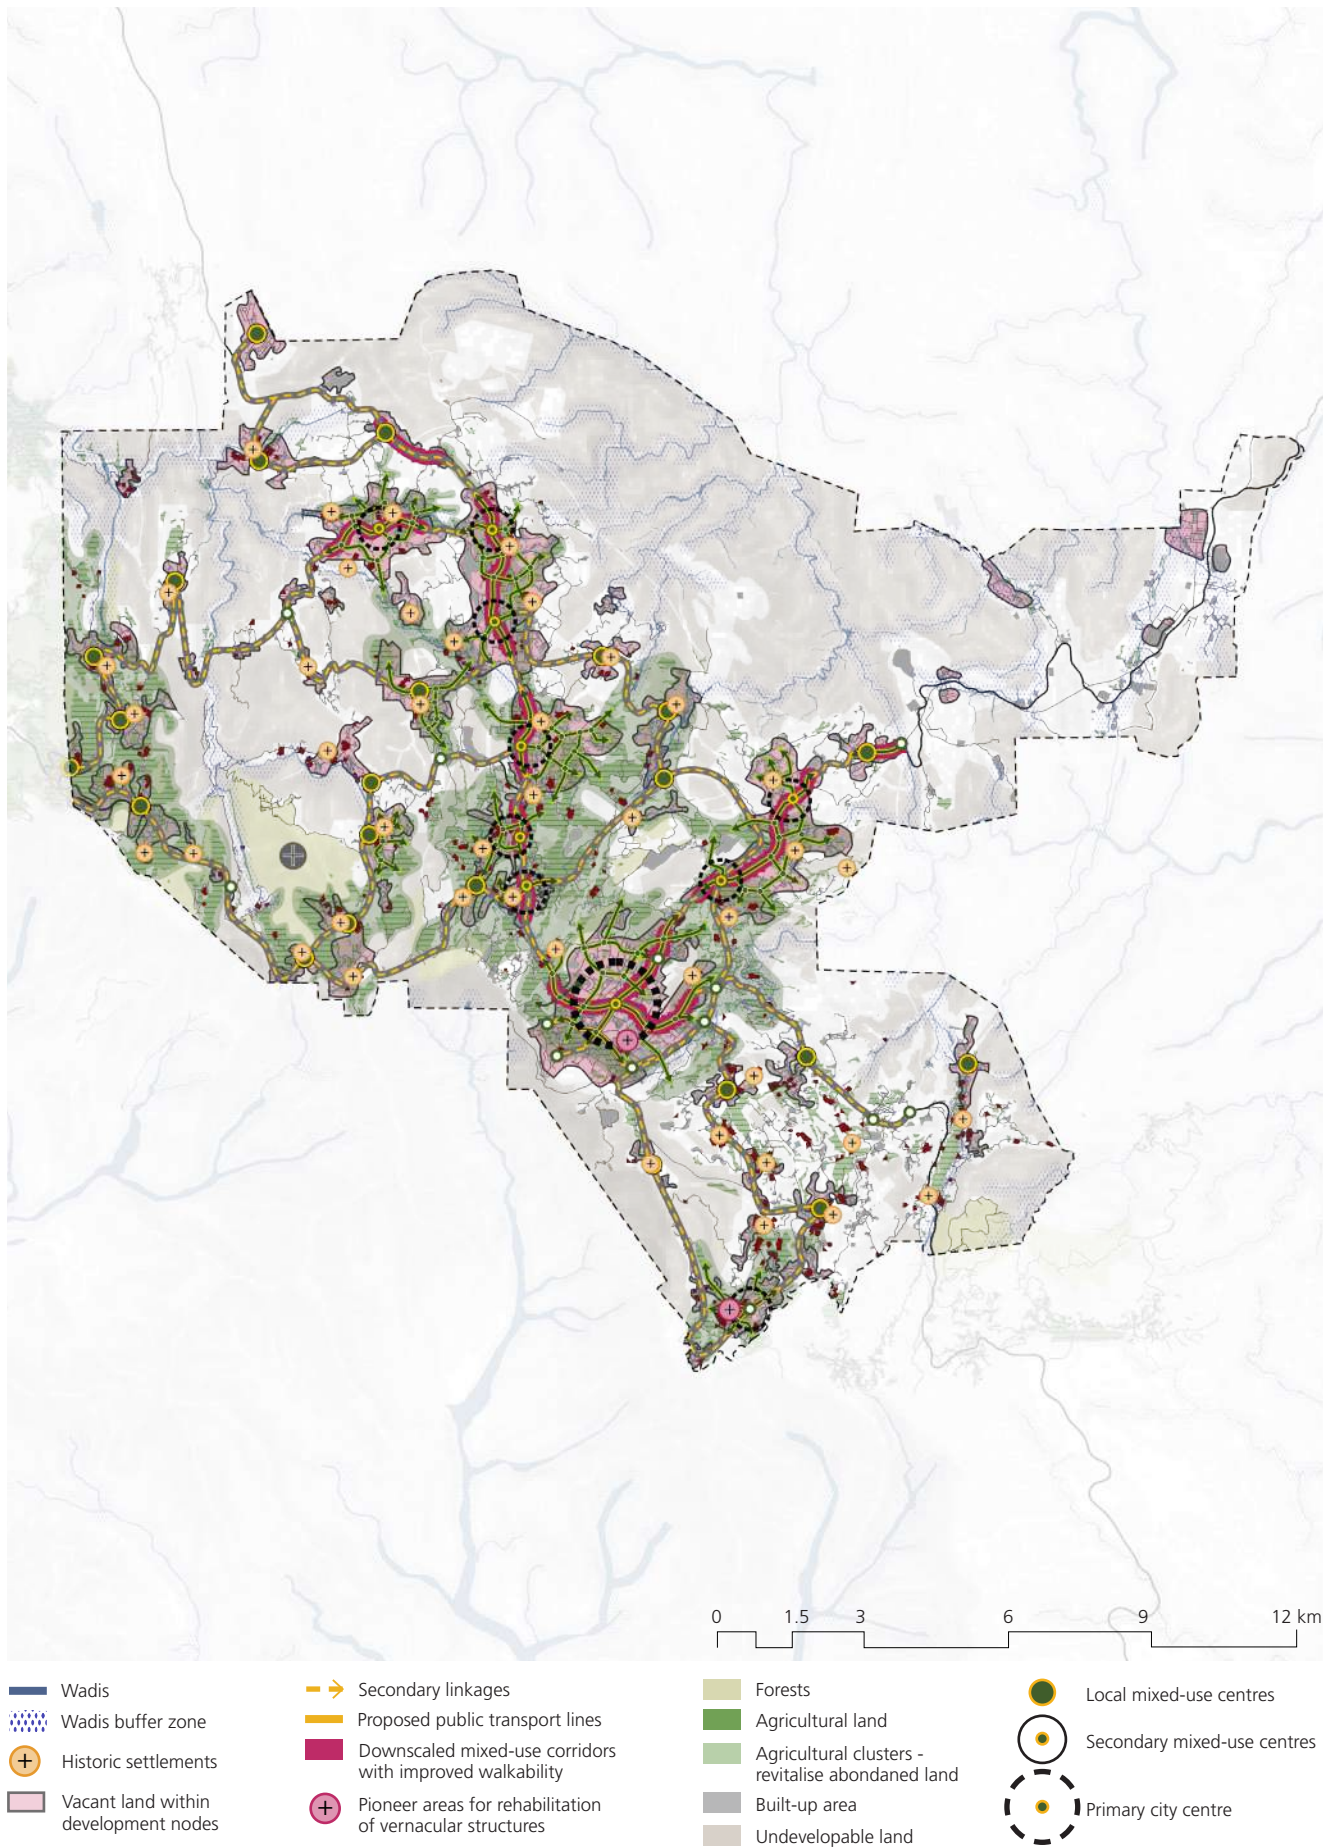 0 1.5 3 6 9 12 km
Wadis
Wadis buffer zone
Historic settlements
Vacant land within
development nodes
Secondary linkages
Proposed public transport lines
Downscaled mixed-use corridors
with improved walkability
Pioneer areas for rehabilitation
of vernacular structures
Forests
Agricultural land
Agricultural clusters -
revitalise abondaned land
Built-up area
Undevelopable land
Local mixed-use centres
Secondary mixed-use centres
Primary city centre